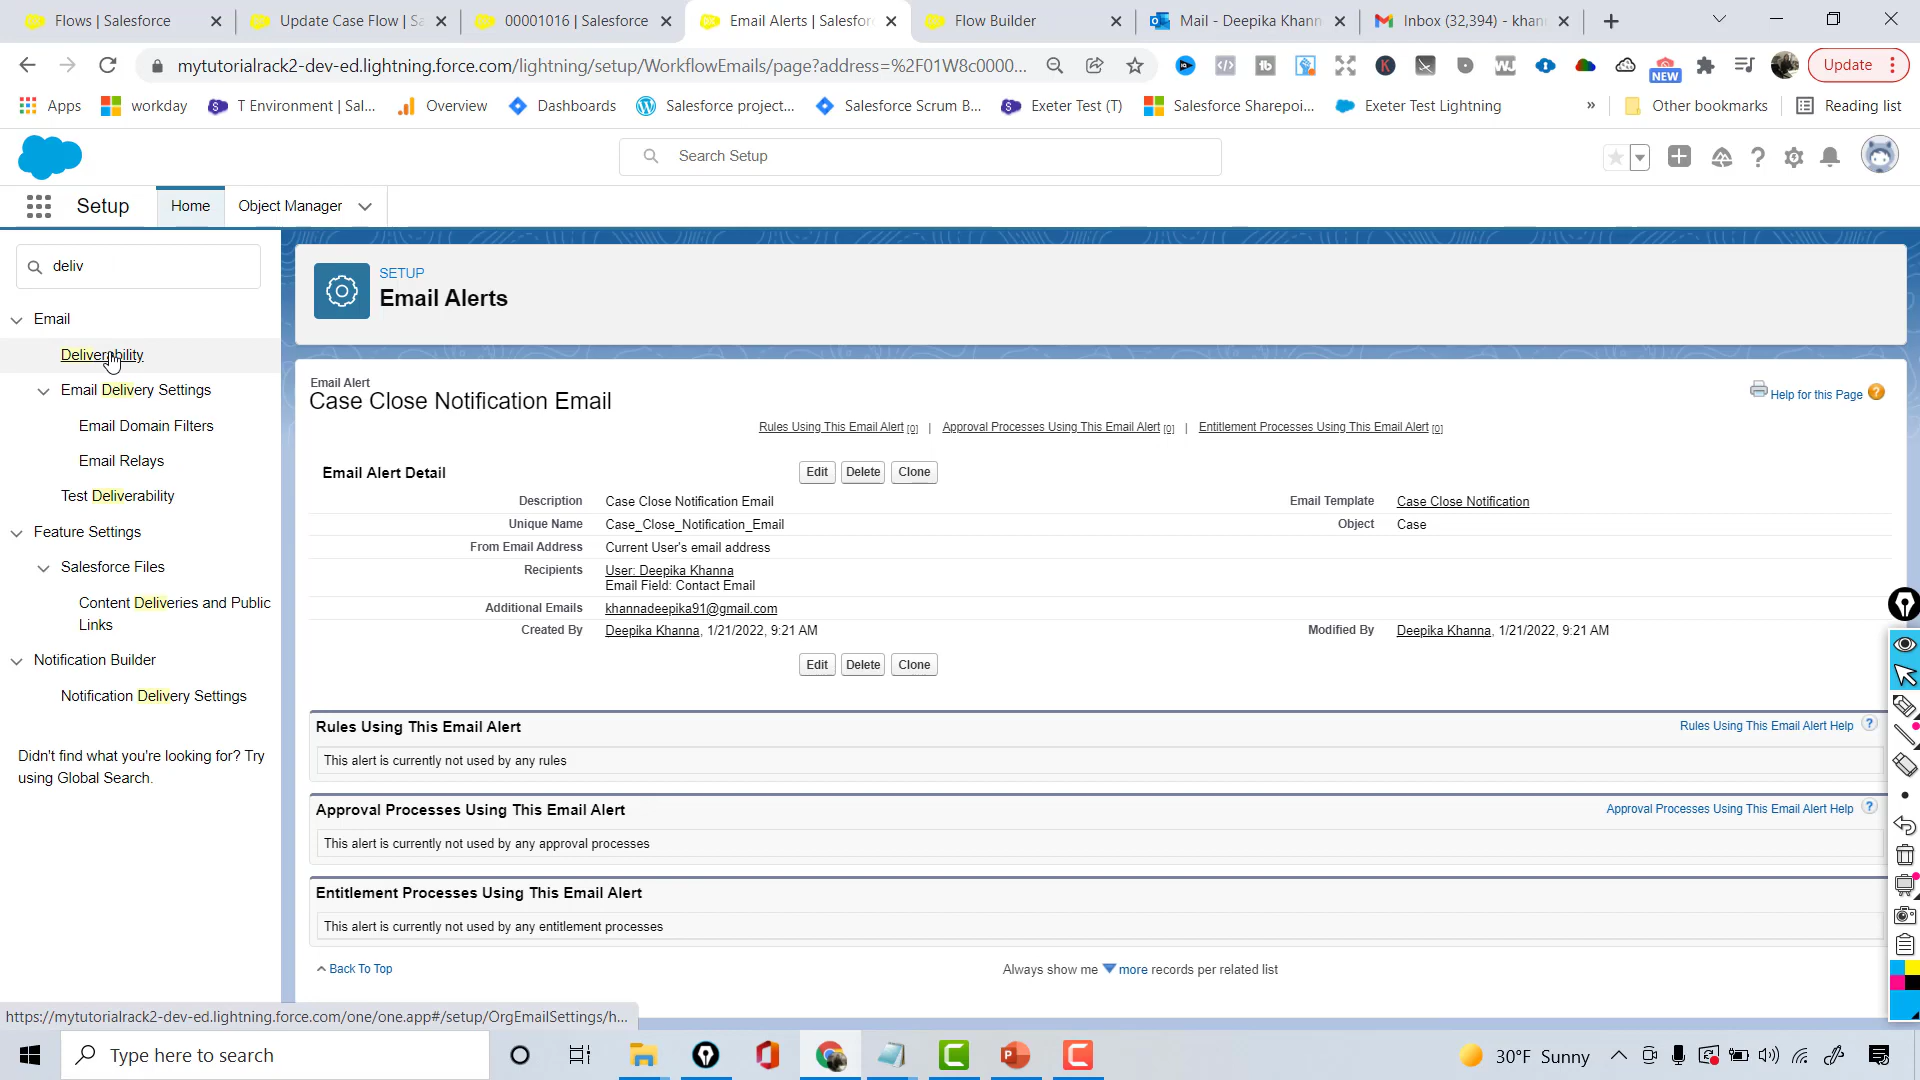 Flows | Salesforce
Update Case Flow | Sa
00001016 | Salesforce
Email Alerts | Salesfor
Flow Builder
Mail - Deepika Khann
Inbox (32,394) - khan
mytutorialrack2-dev-ed.lightning.force.com/lightning/setup/WorkflowEmails/page?address=%2F01W8c0000...
NEW
Update
Apps
workday
T Environment | Sal...
Overview
Dashboards
Salesforce project...
Salesforce Scrum B...
Exeter Test (T)
Salesforce Sharepoi...
Exeter Test Lightning
»
Other bookmarks
Reading list
Search Setup
Setup
Home
Object Manager
deliv
Email
Deliverability
Email Delivery Settings
Email Domain Filters
Email Relays
Test Deliverability
Feature Settings
Salesforce Files
Content Deliveries and Public
Links
Notification Builder
Notification Delivery Settings
Didn't find what you're looking for? Try
using Global Search.
SETUP
Email Alerts
Email Alert
Case Close Notification Email
Help for this Page
Rules Using This Email Alert [0] | Approval Processes Using This Email Alert [0] | Entitlement Processes Using This Email Alert [0]
Email Alert Detail
Edit Delete Clone
Description Case Close Notification Email Email Template Case Close Notification
Unique Name Case_Close_Notification_Email Object Case
From Email Address Current User's email address
Recipients User: Deepika Khanna
Email Field: Contact Email
Additional Emails khannadeepika91@gmail.com
Created By Deepika Khanna, 1/21/2022, 9:21 AM Modified By Deepika Khanna, 1/21/2022, 9:21 AM
Edit Delete Clone
Rules Using This Email Alert
Rules Using This Email Alert Help ?
This alert is currently not used by any rules
Approval Processes Using This Email Alert
Approval Processes Using This Email Alert Help ?
This alert is currently not used by any approval processes
Entitlement Processes Using This Email Alert
This alert is currently not used by any entitlement processes
Back To Top
Always show me more records per related list
https://mytutorialrack2-dev-ed.lightning.force.com/one/one.app#/setup/OrgEmailSettings/h...
Type here to search
30°F Sunny